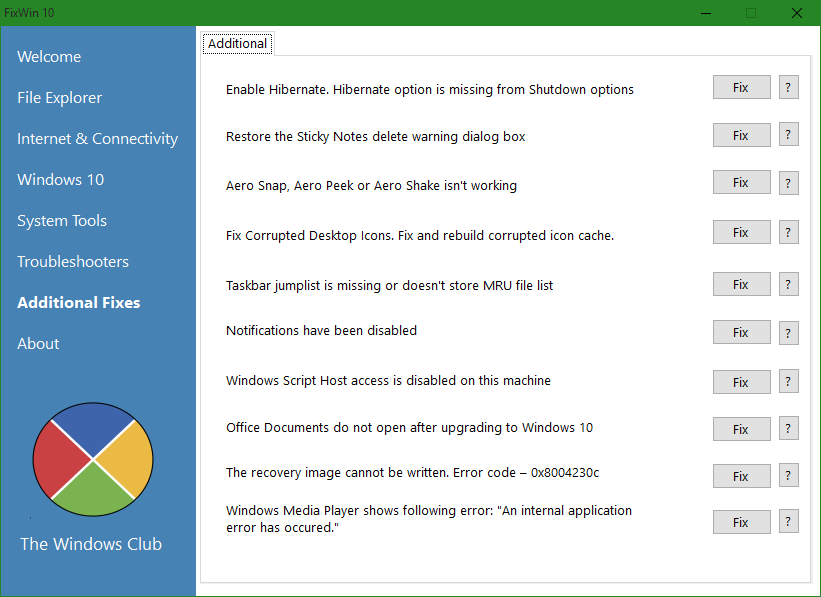 FixWin 10
Welcome
File Explorer
Internet & Connectivity
Windows 10
System Tools
Troubleshooters
Additional Fixes
About
The Windows Club
Additional
Enable Hibernate. Hibernate option is missing from Shutdown options Fix ?
Restore the Sticky Notes delete warning dialog box Fix ?
Aero Snap, Aero Peek or Aero Shake isn't working Fix ?
Fix Corrupted Desktop Icons. Fix and rebuild corrupted icon cache. Fix ?
Taskbar jumplist is missing or doesn't store MRU file list Fix ?
Notifications have been disabled Fix ?
Windows Script Host access is disabled on this machine Fix ?
Office Documents do not open after upgrading to Windows 10 Fix ?
The recovery image cannot be written. Error code – 0x8004230c Fix ?
Windows Media Player shows following error: "An internal application
error has occured." Fix ?